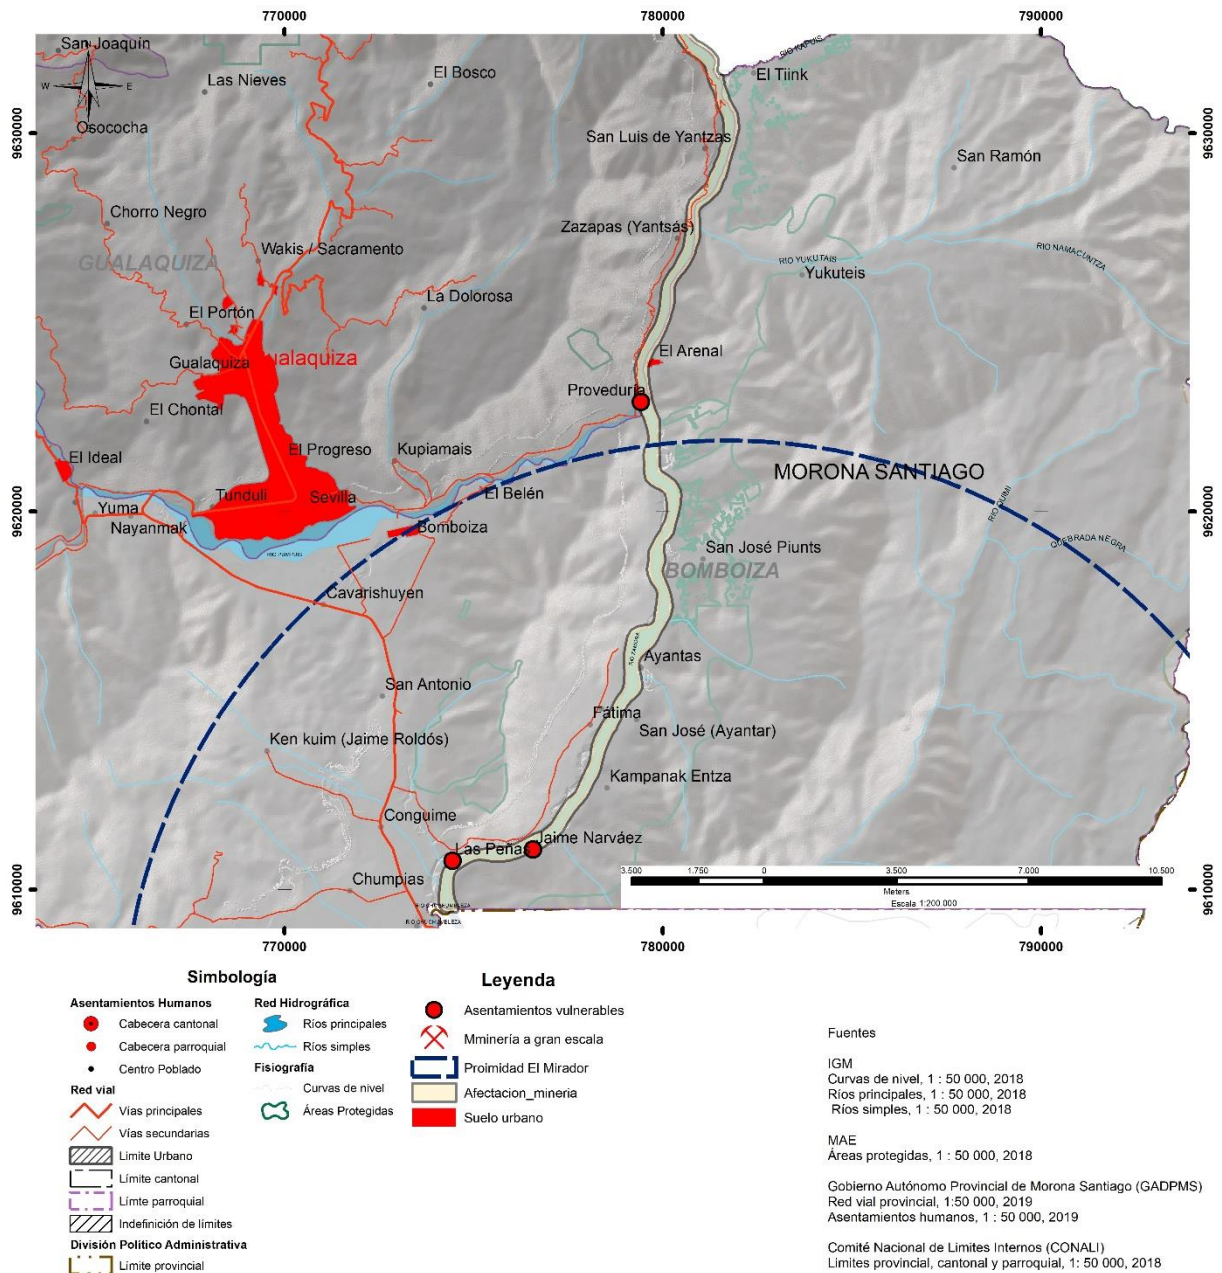 770000
780000
790000
San Joaquín
Las Nieves
El Bosco
RIO KAPUIS
El Tiink
W
E
Osococha
9630000
9630000
San Luis de Yantzas
San Ramón
Chorro Negro
Zazapas (Yantsás)
Wakis / Sacramento
GUALAQUIZA
RIO NAMACUNTZA
RIO YUKUTAIS
Yukuteis
La Dolorosa
El Portón
Gualaquiza
ualaquiza
El Arenal
Proveduría
El Chontal
El Progreso
Kupiamais
El Ideal
MORONA SANTIAGO
Tunduli
Sevilla
El Belén
RIO QUIMI
9620000
9620000
Yuma
Nayanmak
Bomboiza
QUEBRADA NEGRA
San José Piunts
BOMBOIZA
Cavarishuyen
Ayantas
San Antonio
Fátima
San José (Ayantar)
Ken kuim (Jaime Roldós)
Kampanak Entza
Conguime
Las Peñas
Jaime Narváez
Chumpias
3.500
1.750
0
3.500
7.000
10.500
Meters
Escala 1:200.000
9610000
9610000
770000
780000
790000
Simbología
Asentamientos Humanos
Cabecera cantonal
Cabecera parroquial
Centro Poblado
Red vial
Vías principales
Vías secundarias
Limite Urbano
Límite cantonal
Límte parroquial
Indefinición de límites
División Político Administrativa
Límite provincial
Red Hidrográfica
Ríos principales
Ríos simples
Fisiografía
Curvas de nivel
Áreas Protegidas
Leyenda
Asentamientos vulnerables
Mminería a gran escala
Proimidad El Mirador
Afectacion_mineria
Suelo urbano
Fuentes
IGM
Curvas de nivel, 1 : 50 000, 2018
Ríos principales, 1 : 50 000, 2018
Ríos simples, 1 : 50 000, 2018
MAE
Áreas protegidas, 1 : 50 000, 2018
Gobierno Autónomo Provincial de Morona Santiago (GADPMS)
Red vial provincial, 1:50 000, 2019
Asentamientos humanos, 1 : 50 000, 2019
Comité Nacional de Limites Internos (CONALI)
Limites provincial, cantonal y parroquial, 1: 50 000, 2018